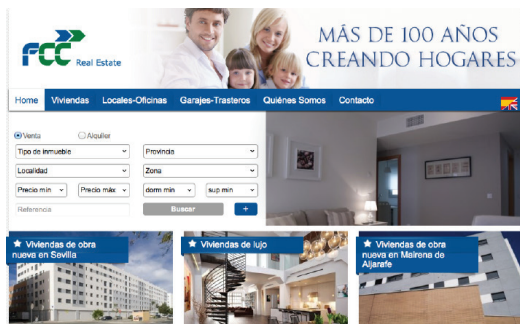 fcc Real Estate
MÁS DE 100 AÑOS
CREANDO HOGARES
Home Viviendas Locales-Oficinas Garajes-Trasteros Quiénes Somos Contacto
Venta Alquiler
Tipo de inmueble Provincia
Localidad Zona
Precio min Precio máx dorm min sup min
Referencia Buscar +
Viviendas de obra
nueva en Sevilla
Viviendas de lujo
Viviendas de obra
nueva en Mairena de
Aljarafe